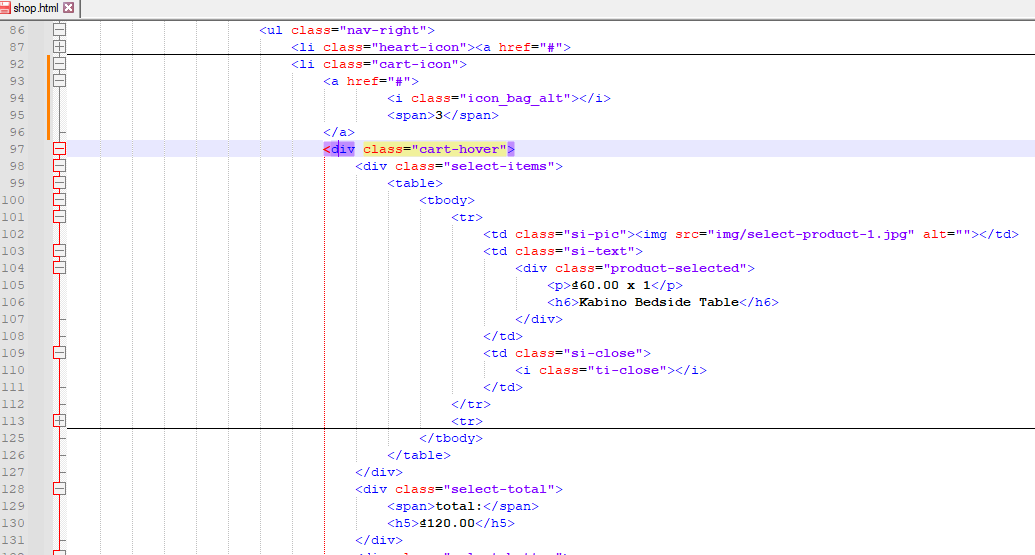 shop.html
86 <ul class="nav-right">
87 <li class="heart-icon"><a href="#">
92 <li class="cart-icon">
93 <a href="#">
94 <i class="icon_bag_alt"></i>
95 <span>3</span>
96 </a>
97 <div class="cart-hover">
98 <div class="select-items">
99 <table>
100 <tbody>
101 <tr>
102 <td class="si-pic"><img src="img/select-product-1.jpg" alt=""></td>
103 <td class="si-text">
104 <div class="product-selected">
105 <p>₫60.00 x 1</p>
106 <h6>Kabino Bedside Table</h6>
107 </div>
108 </td>
109 <td class="si-close">
110 <i class="ti-close"></i>
111 </td>
112 </tr>
113 <tr>
125 </tbody>
126 </table>
127 </div>
128 <div class="select-total">
129 <span>total:</span>
130 <h5>₫120.00</h5>
131 </div>